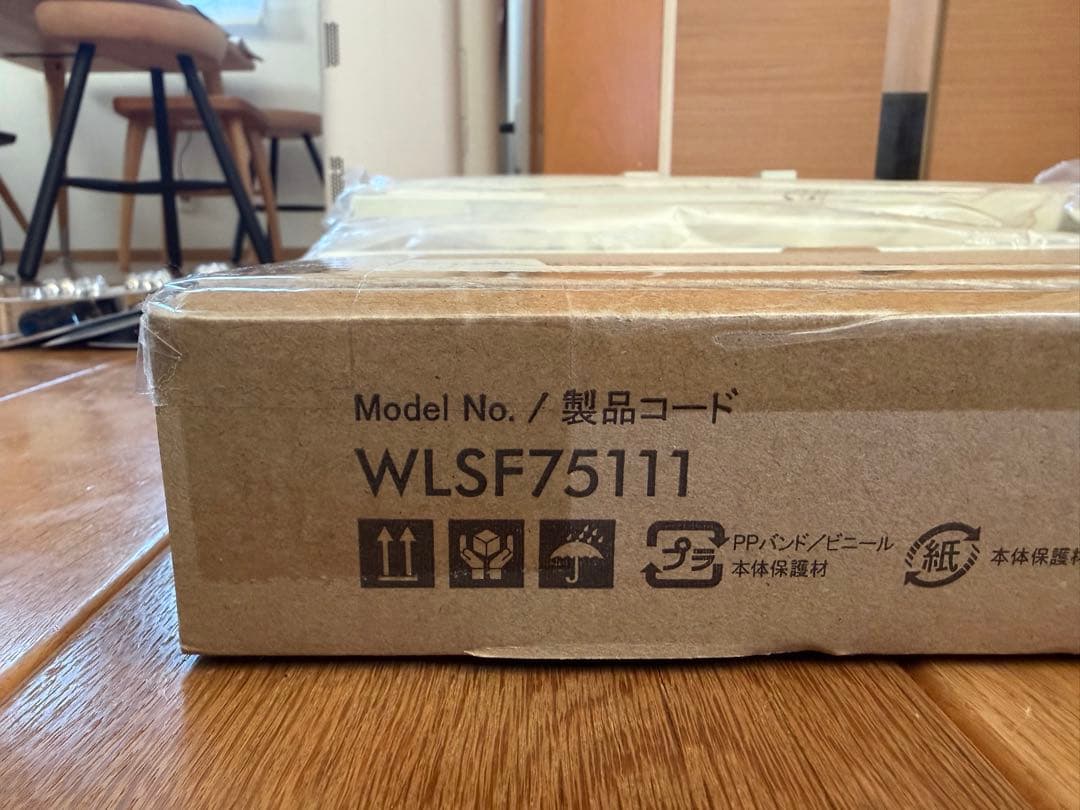 Model No. / 製品コード
WLSF75111
プラ
PPバンド／ビニール
本体保護材
紙
本体保護材